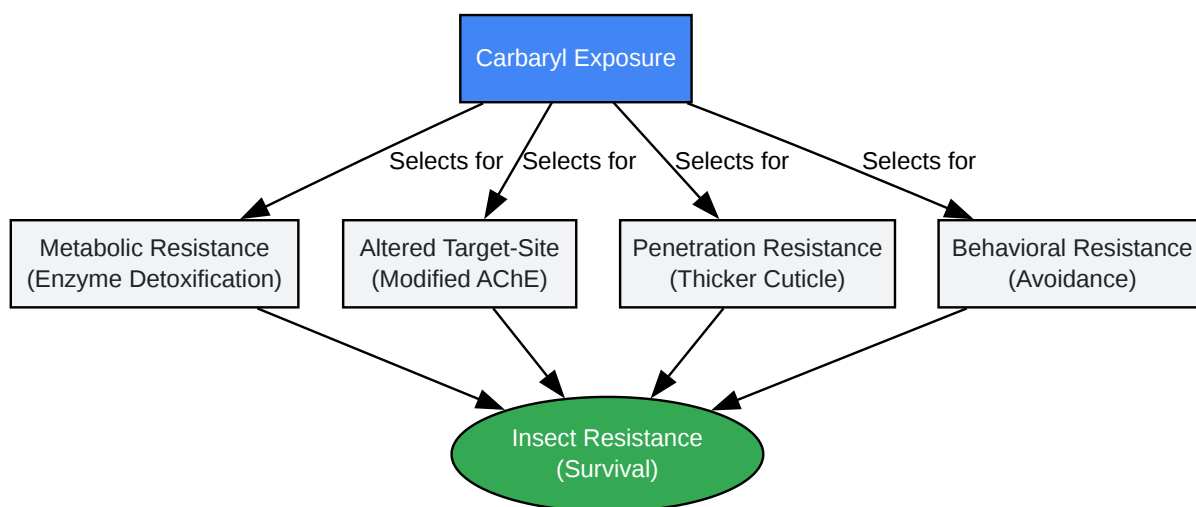 Carbaryl Exposure
Selects for
Selects for
Selects for
Selects for
Metabolic Resistance
(Enzyme Detoxification)
Altered Target-Site
(Modified AChE)
Penetration Resistance
(Thicker Cuticle)
Behavioral Resistance
(Avoidance)
Insect Resistance
(Survival)